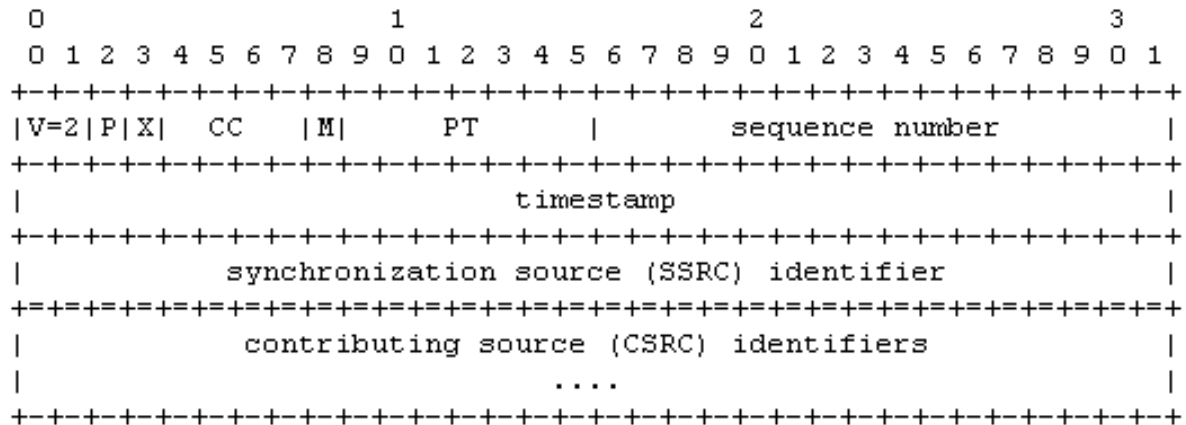 0                   1                   2                   3
 0 1 2 3 4 5 6 7 8 9 0 1 2 3 4 5 6 7 8 9 0 1 2 3 4 5 6 7 8 9 0 1
+-+-+-+-+-+-+-+-+-+-+-+-+-+-+-+-+-+-+-+-+-+-+-+-+-+-+-+-+-+-+-+-+
|V=2|P|X|  CC   |M|     PT      |       sequence number         |
+-+-+-+-+-+-+-+-+-+-+-+-+-+-+-+-+-+-+-+-+-+-+-+-+-+-+-+-+-+-+-+-+
|                           timestamp                           |
+-+-+-+-+-+-+-+-+-+-+-+-+-+-+-+-+-+-+-+-+-+-+-+-+-+-+-+-+-+-+-+-+
|           synchronization source (SSRC) identifier            |
+=+=+=+=+=+=+=+=+=+=+=+=+=+=+=+=+=+=+=+=+=+=+=+=+=+=+=+=+=+=+=+=+
|            contributing source (CSRC) identifiers             |
|                             ....                              |
+-+-+-+-+-+-+-+-+-+-+-+-+-+-+-+-+-+-+-+-+-+-+-+-+-+-+-+-+-+-+-+-+